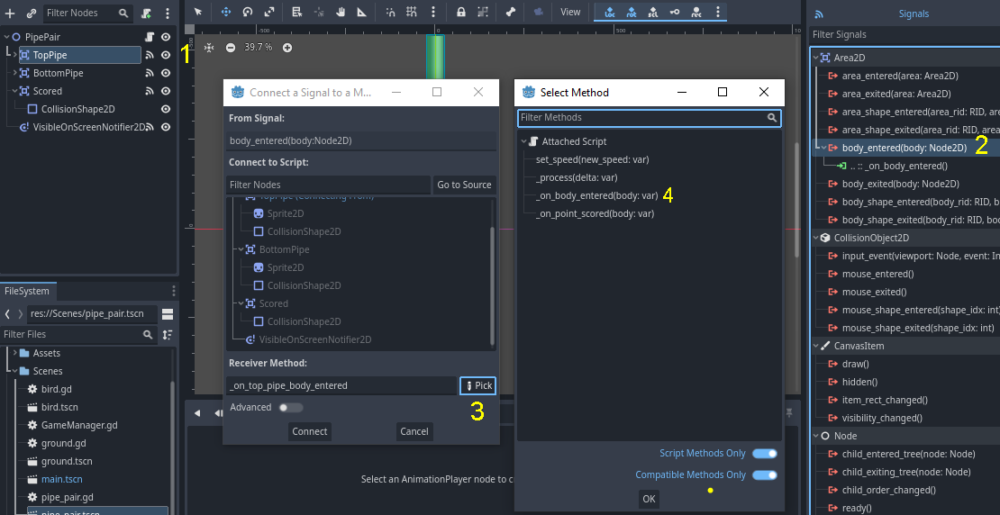 Filter Nodes
PipePair
TopPipe
BottomPipe
Scored
CollisionShape2D
VisibleOnScreenNotifier2D
1
FileSystem
res://Scenes/pipe_pair.tscn
Filter Files
Assets
Scenes
bird.gd
bird.tscn
GameManager.gd
ground.gd
ground.tscn
main.tscn
pipe_pair.gd
pipe_pair.tscn
View
-500
0
500
39.7 %
Connect a Signal to a M...
From Signal:
body_entered(body:Node2D)
Connect to Script:
Filter Nodes
Go to Source
TopPipe (Connecting From)
Sprite2D
CollisionShape2D
BottomPipe
Sprite2D
CollisionShape2D
Scored
CollisionShape2D
VisibleOnScreenNotifier2D
Receiver Method:
_on_top_pipe_body_entered
Pick
3
Advanced
Connect
Cancel
Select an AnimationPlayer node to c
Select Method
Filter Methods
Attached Script
set_speed(new_speed: var)
_process(delta: var)
_on_body_entered(body: var)
4
_on_point_scored(body: var)
Script Methods Only
Compatible Methods Only
OK
Signals
Filter Signals
Area2D
area_entered(area: Area2D)
area_exited(area: Area2D)
area_shape_entered(area_rid: RID, are
area_shape_exited(area_rid: RID, area
body_entered(body: Node2D)
2
.. :: _on_body_entered()
body_exited(body: Node2D)
body_shape_entered(body_rid: RID, b
body_shape_exited(body_rid: RID, bo
CollisionObject2D
input_event(viewport: Node, event: In
mouse_entered()
mouse_exited()
mouse_shape_entered(shape_idx: int)
mouse_shape_exited(shape_idx: int)
CanvasItem
draw()
hidden()
item_rect_changed()
visibility_changed()
Node
child_entered_tree(node: Node)
child_exiting_tree(node: Node)
child_order_changed()
ready()